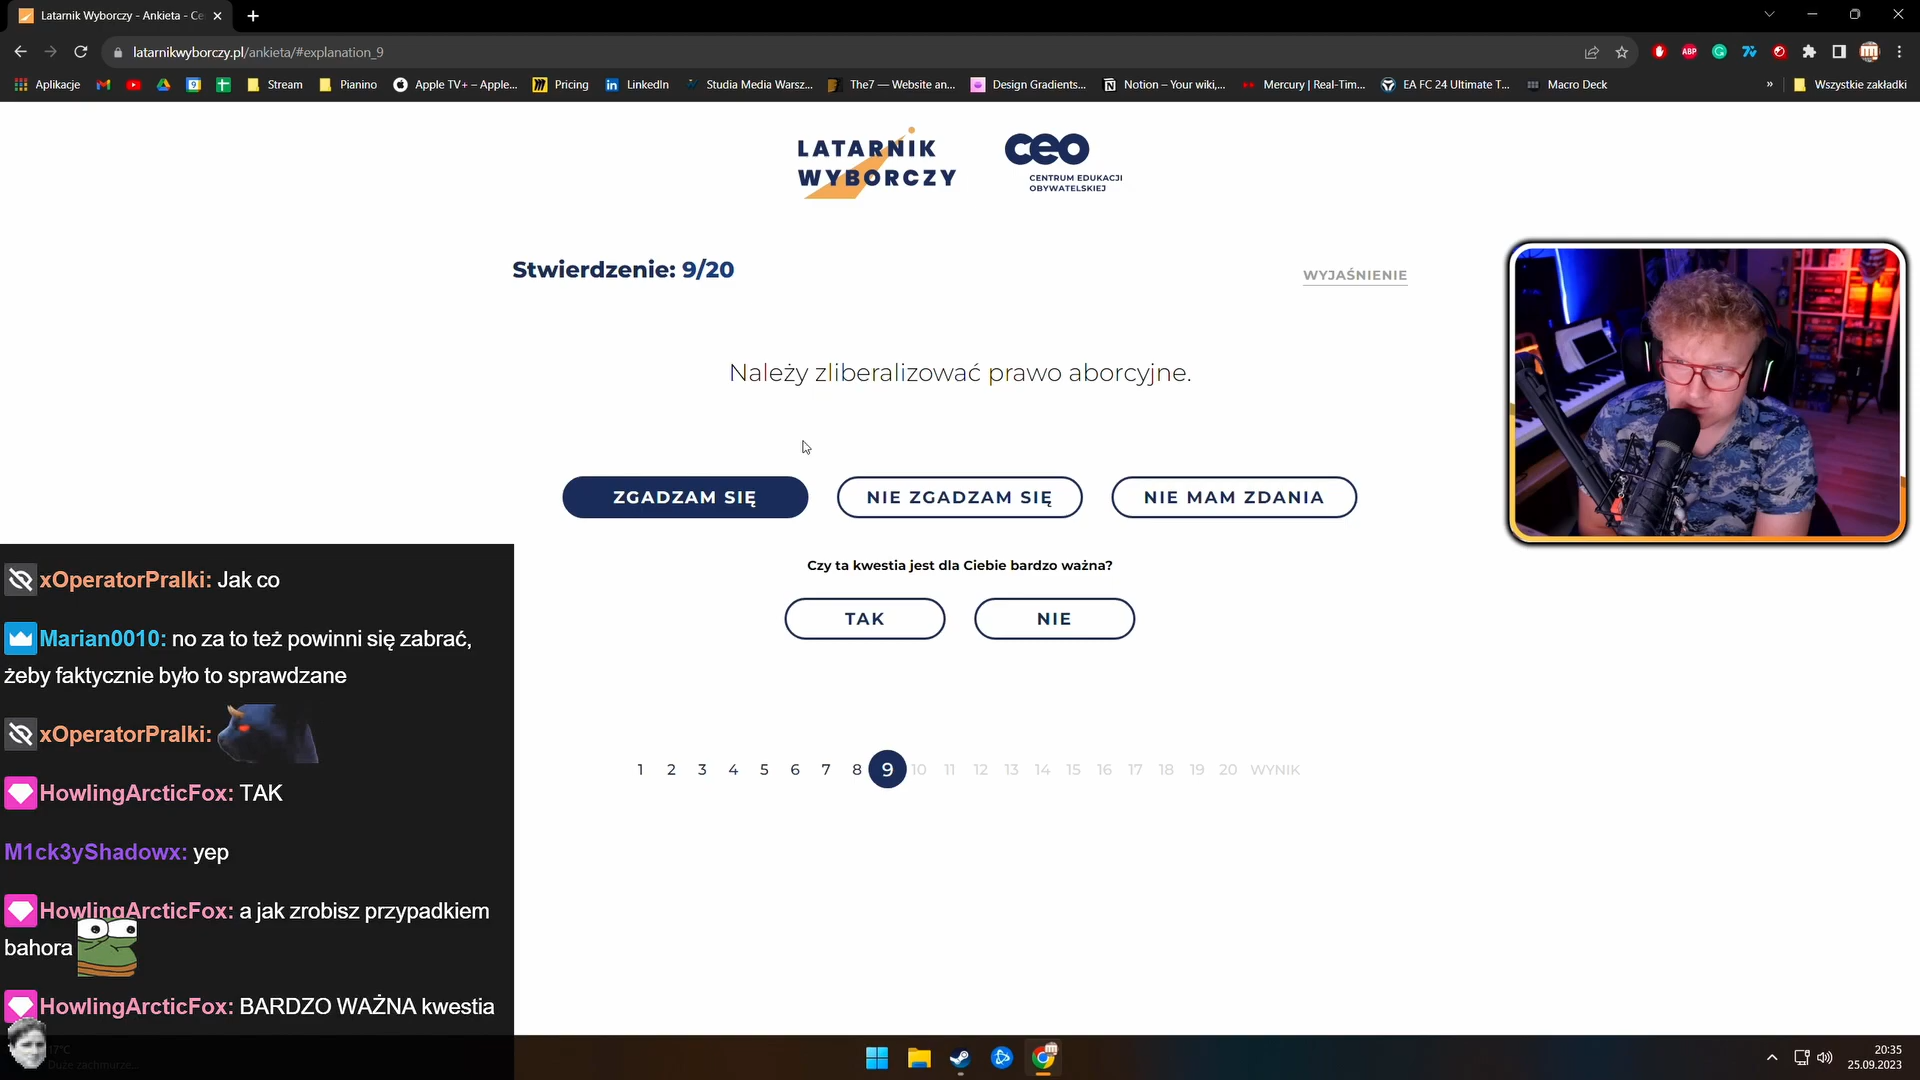 Latarnik Wyborczy - Ankieta - Ce
latarnikwyborczy.pl/ankieta/#explanation_9
Aplikacje
Stream
Pianino
Apple TV+ – Apple...
Pricing
LinkedIn
Studia Media Warsz...
The7 — Website an...
Design Gradients...
Notion – Your wiki,...
Mercury | Real-Tim...
EA FC 24 Ultimate T...
Macro Deck
»
Wszystkie zakładki
LATARNIK
WYBORCZY
ceo
CENTRUM EDUKACJI
OBYWATELSKIEJ
Stwierdzenie: 9/20
WYJAŚNIENIE
Należy zliberalizować prawo aborcyjne.
ZGADZAM SIĘ
NIE ZGADZAM SIĘ
NIE MAM ZDANIA
Czy ta kwestia jest dla Ciebie bardzo ważna?
TAK
NIE
1 2 3 4 5 6 7 8 9 10 11 12 13 14 15 16 17 18 19 20 WYNIK
xOperatorPralki: Jak co
Marian0010: no za to też powinni się zabrać,
żeby faktycznie było to sprawdzane
xOperatorPralki:
HowlingArcticFox: TAK
M1ck3yShadowx: yep
HowlingArcticFox: a jak zrobisz przypadkiem
bahora
HowlingArcticFox: BARDZO WAŻNA kwestia
17°C
Duże zachmurze...
20:35
25.09.2023